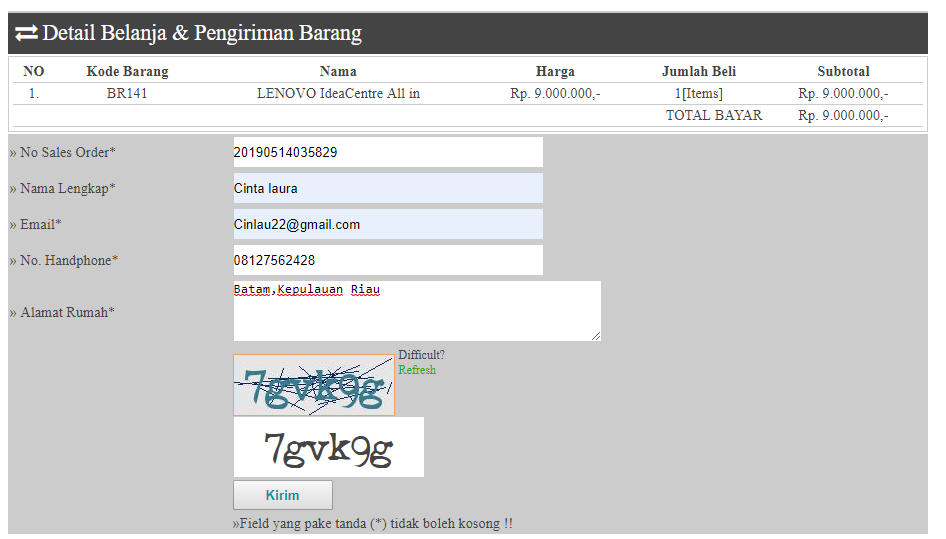 Detail Belanja & Pengiriman Barang
NO Kode Barang Nama Harga Jumlah Beli Subtotal
1. BR141 LENOVO IdeaCentre All in Rp. 9.000.000,- 1[Items] Rp. 9.000.000,-
TOTAL BAYAR Rp. 9.000.000,-
» No Sales Order* 20190514035829
» Nama Lengkap* Cinta laura
» Email* Cinlau22@gmail.com
» No. Handphone* 08127562428
» Alamat Rumah* Batam,Kepulauan Riau
Difficult?
Refresh
7gvk9g
7gvk9g
Kirim
»Field yang pake tanda (*) tidak boleh kosong !!